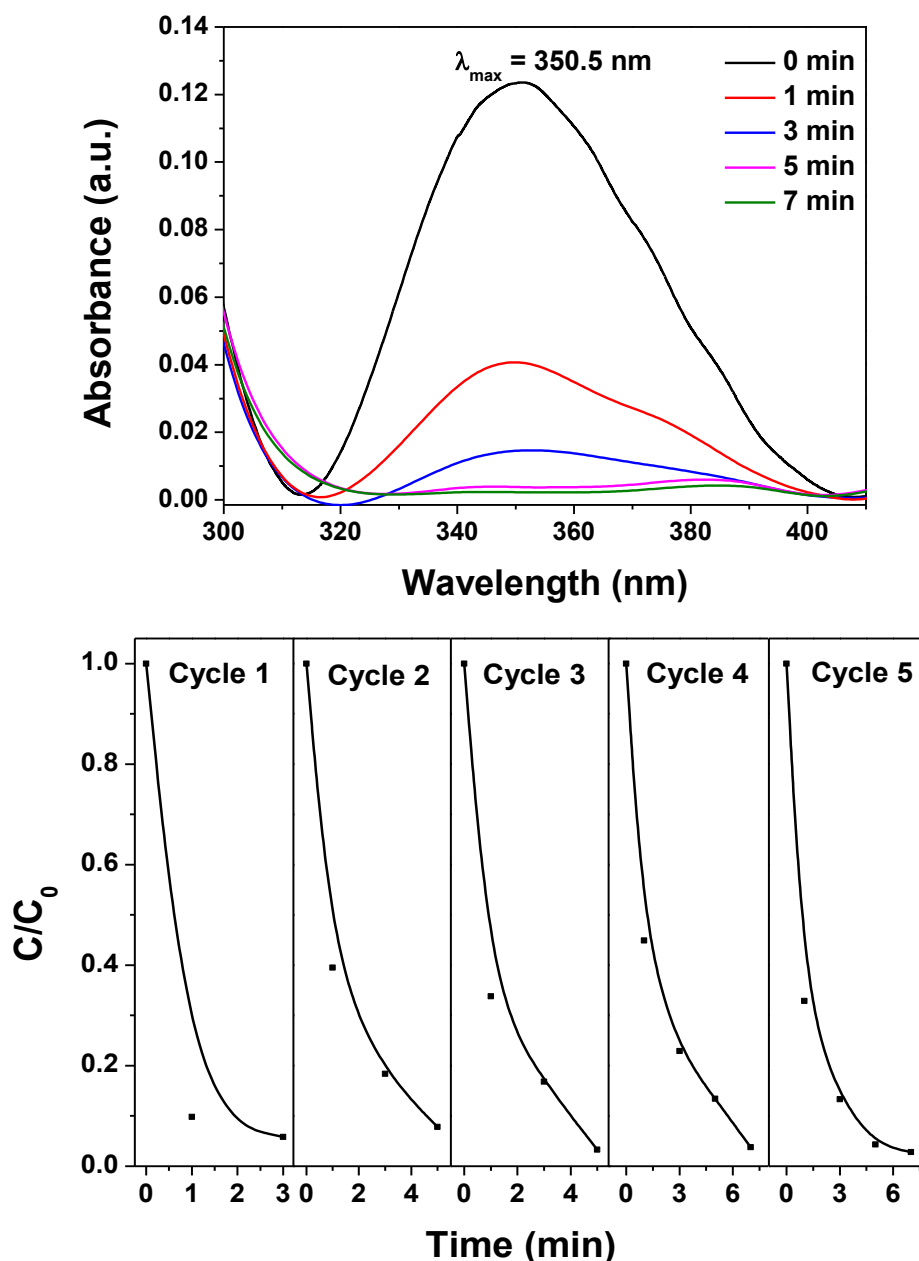 0.14
0.12
0.10
0.08
0.06
0.04
0.02
0.00
Absorbance (a.u.)
λmax = 350.5 nm
0 min
1 min
3 min
5 min
7 min
300 320 340 360 380 400
Wavelength (nm)
1.0
0.8
0.6
0.4
0.2
0.0
C/C0
Cycle 1 Cycle 2 Cycle 3 Cycle 4 Cycle 5
0 1 2 3 0 2 4 0 2 4 0 3 6 0 3 6
Time (min)